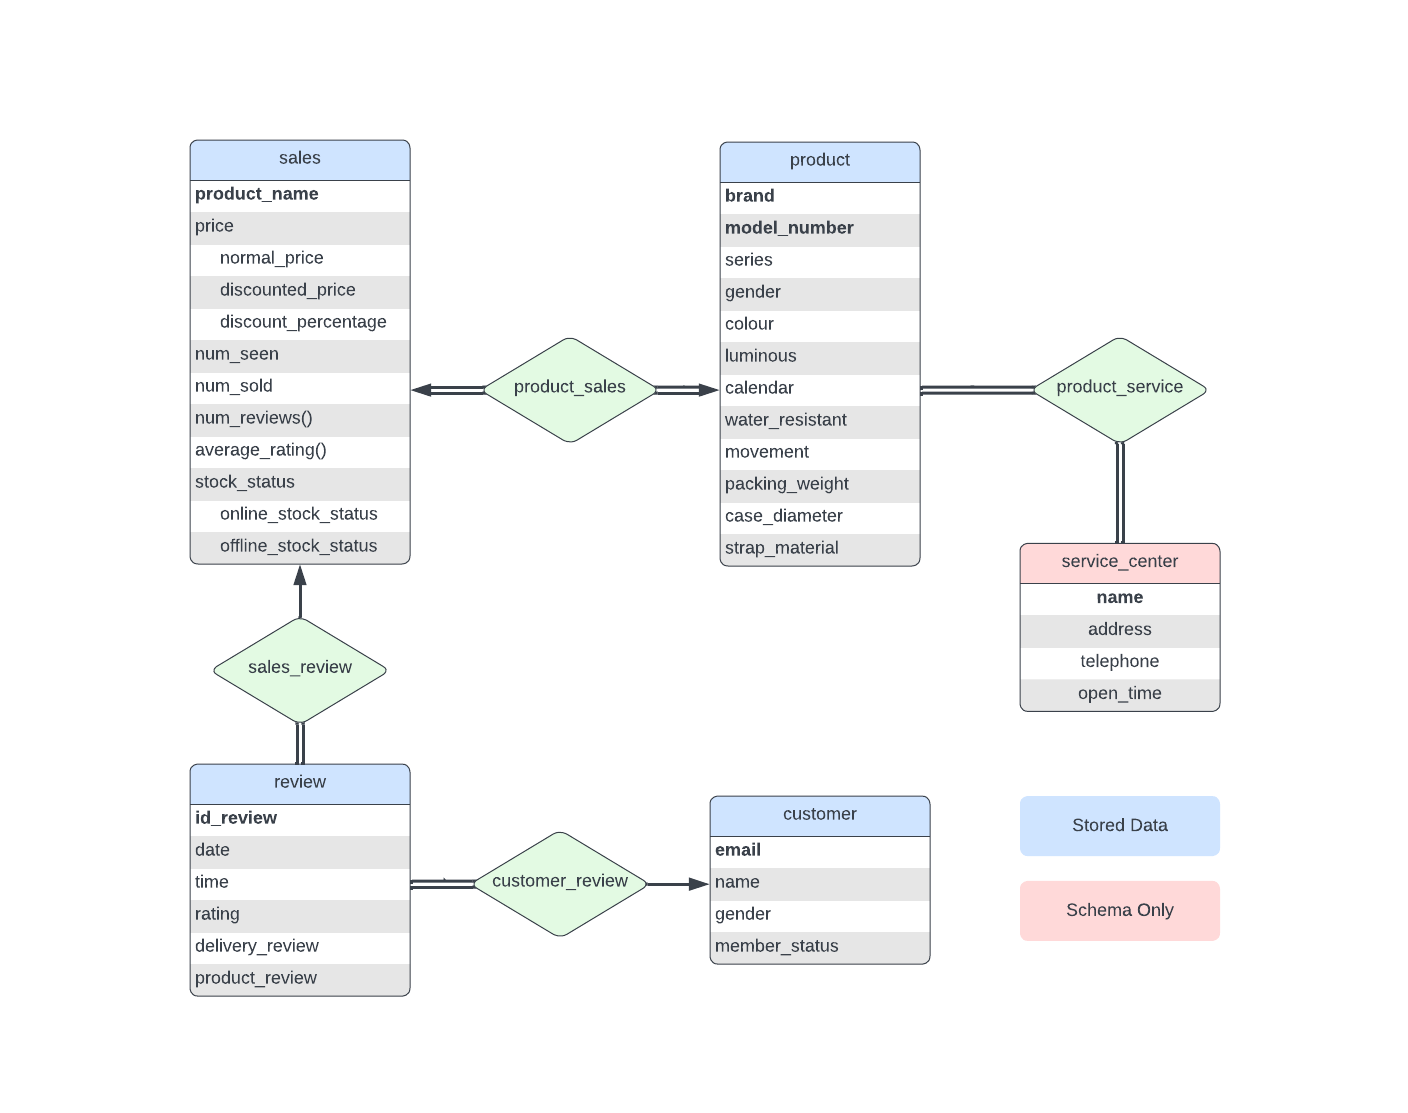 sales
product_name
price
normal_price
discounted_price
discount_percentage
num_seen
num_sold
num_reviews()
average_rating()
stock_status
online_stock_status
offline_stock_status
product_sales
product
brand
model_number
series
gender
colour
luminous
calendar
water_resistant
movement
packing_weight
case_diameter
strap_material
product_service
service_center
name
address
telephone
open_time
sales_review
review
id_review
date
time
rating
delivery_review
product_review
customer_review
customer
email
name
gender
member_status
Stored Data
Schema Only